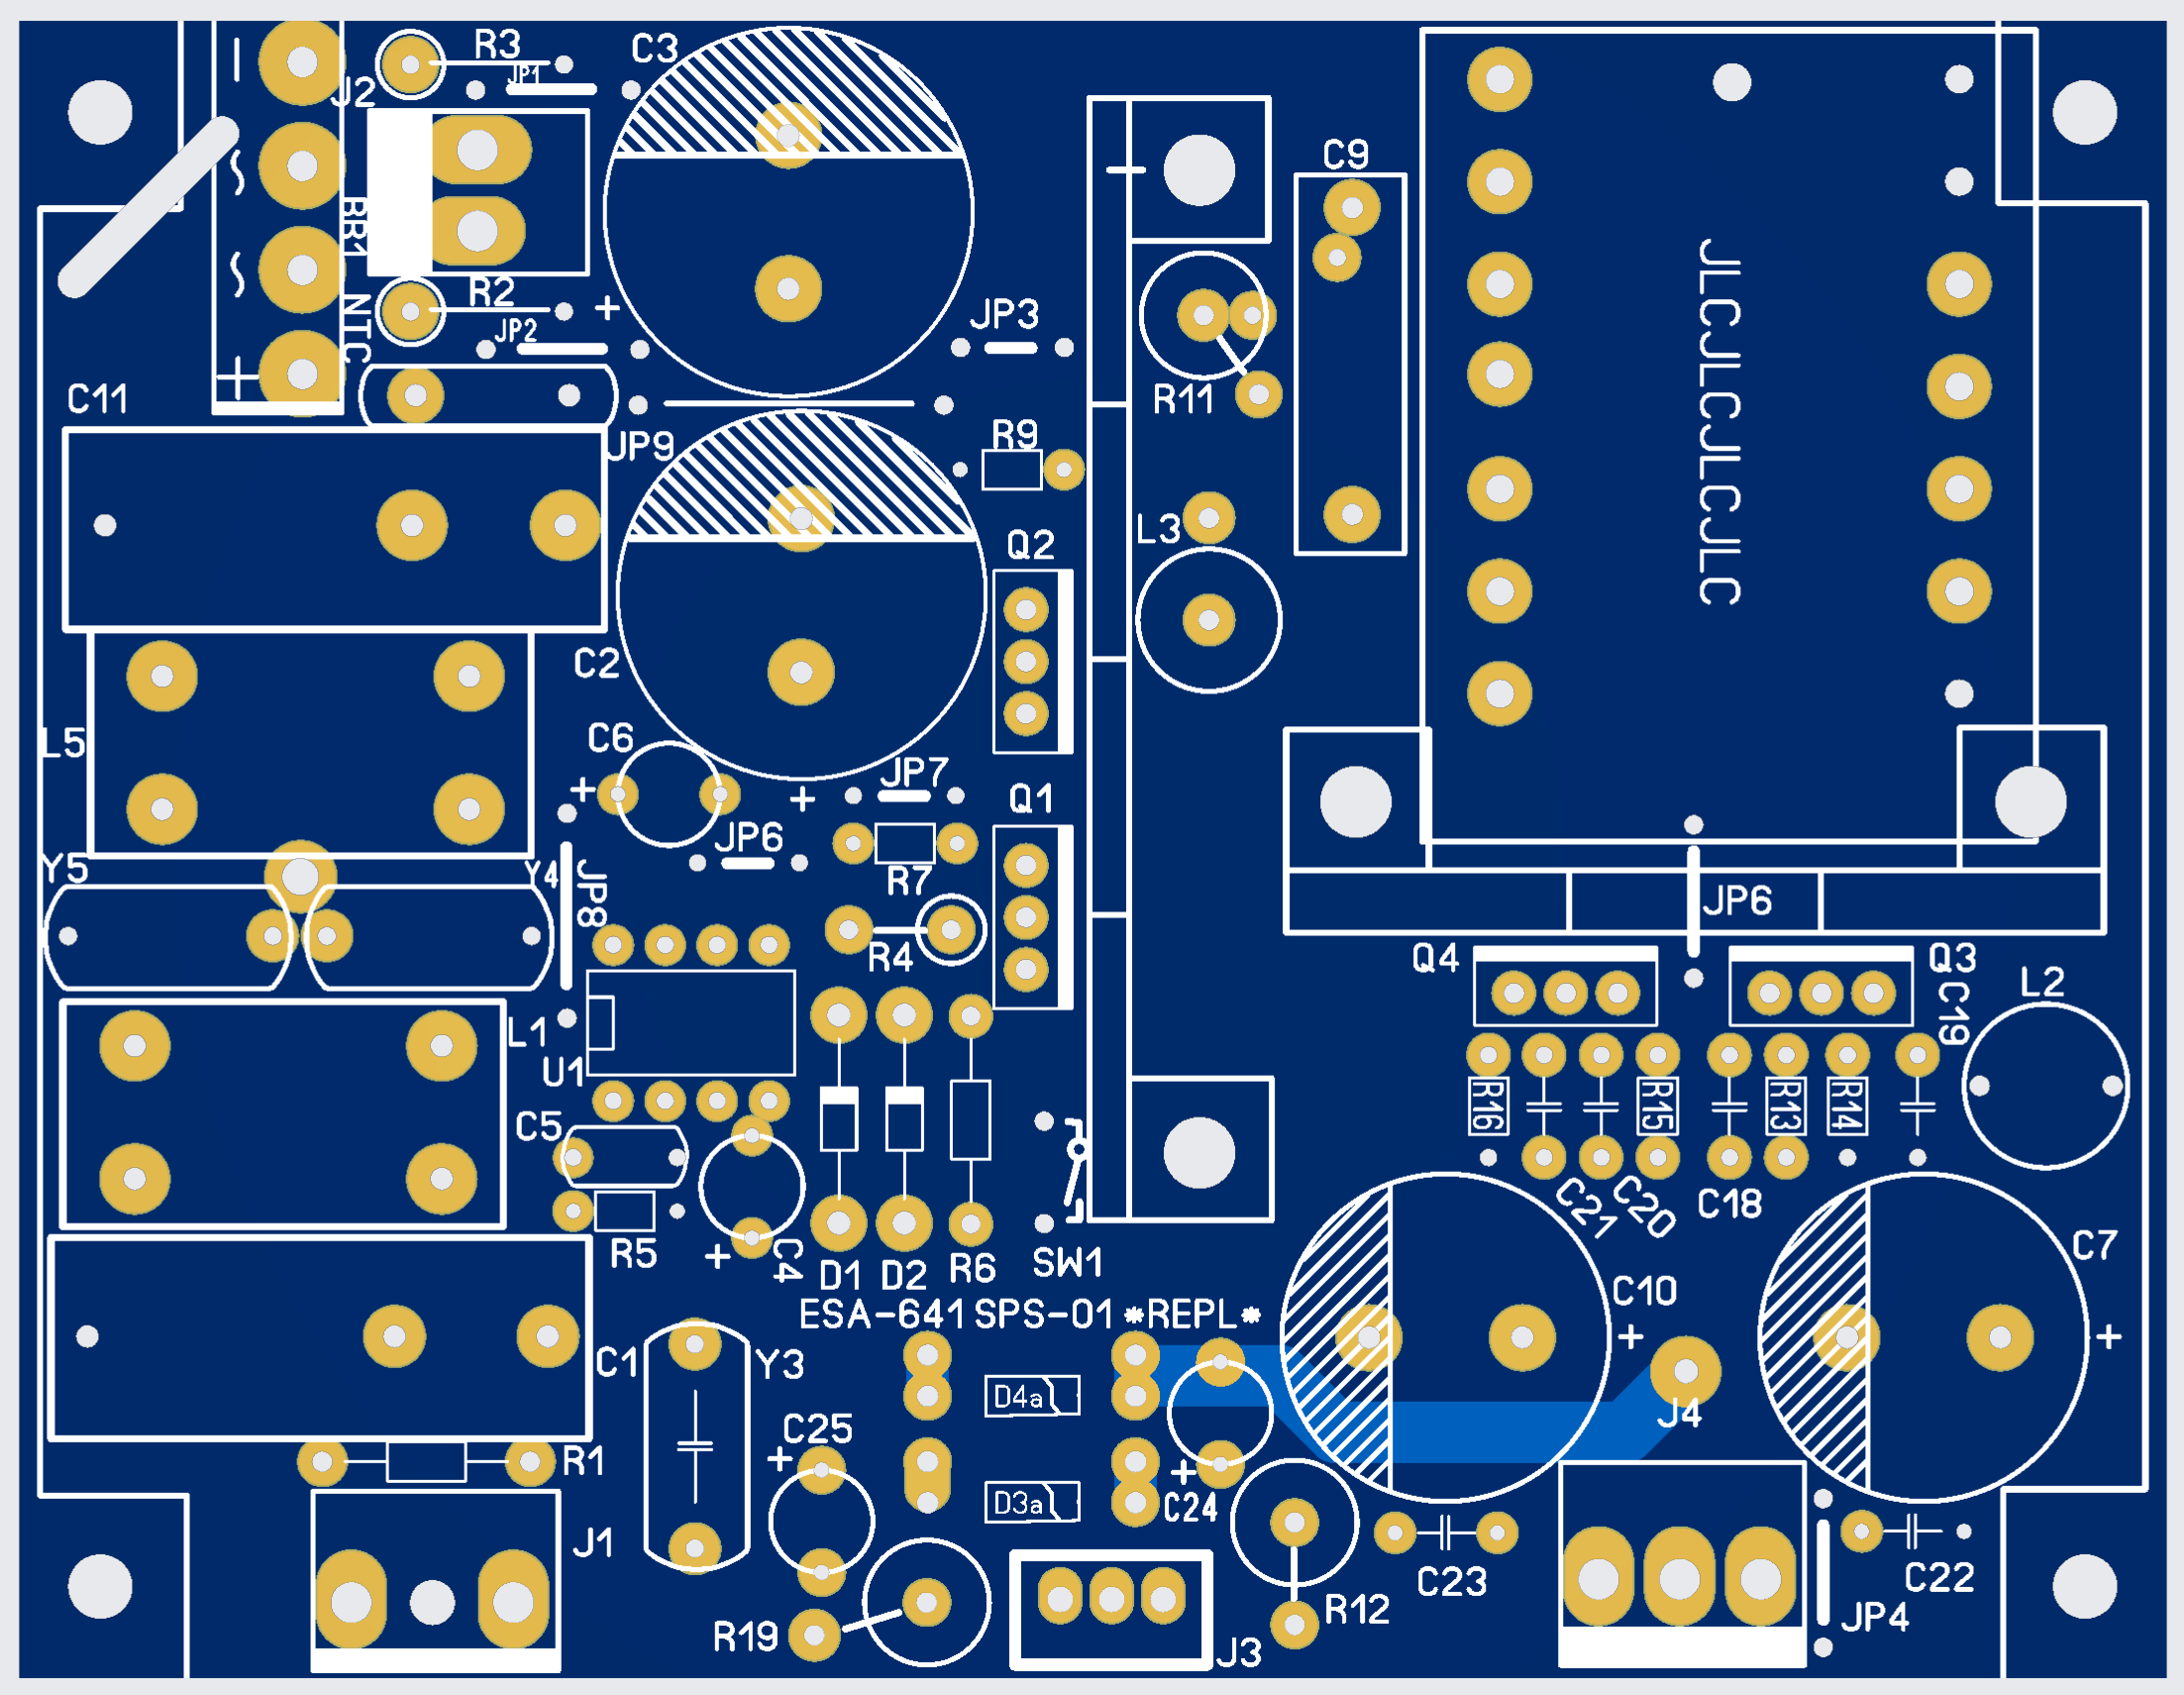 R3
C3
JP1
J2
C9
BR1
R2
JP2
+
JP3
NTC
C11
R11
JP9
R9
JLCJLCJLCJLC
L3
Q2
C2
L5
C6
+
JP7
+
Q1
JP6
Y5
Y4
JP8
R7
JP6
R4
Q4
Q3
C19
L2
L1
U1
C5
R16
R15
R13
R14
R5
+
C4
D1
D2
R6
SW1
C21
C20
C18
C7
C10
+
+
ESA-641SPS-01*REPL*
C1
Y3
D4a
J4
C25
+
R1
D3a
+
C24
J1
C23
C22
R19
J3
R12
JP4